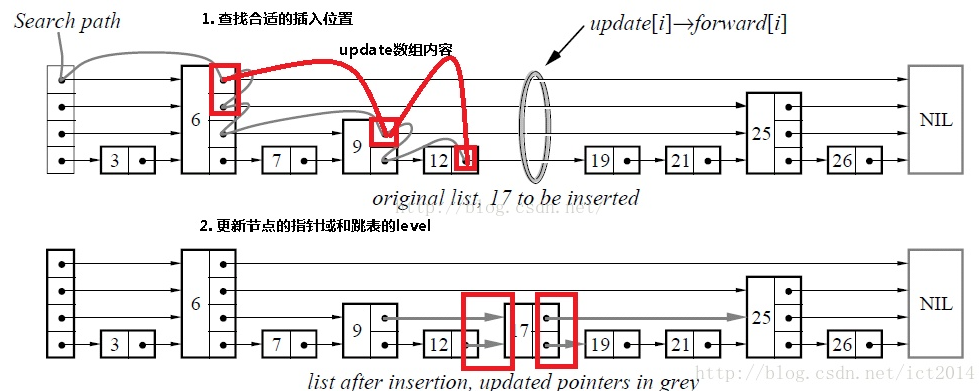 Search path
1. 查找合适的插入位置
update[i]→forward[i]
update数组内容
6
NIL
25
9
3
7
12
19
21
26
original list, 17 to be inserted
http://blog.csdn.net/
2. 更新节点的指针域和跳表的level
6
NIL
25
9
17
3
7
12
19
21
26
http://blog.csdn.net/ict2014
list after insertion, updated pointers in grey